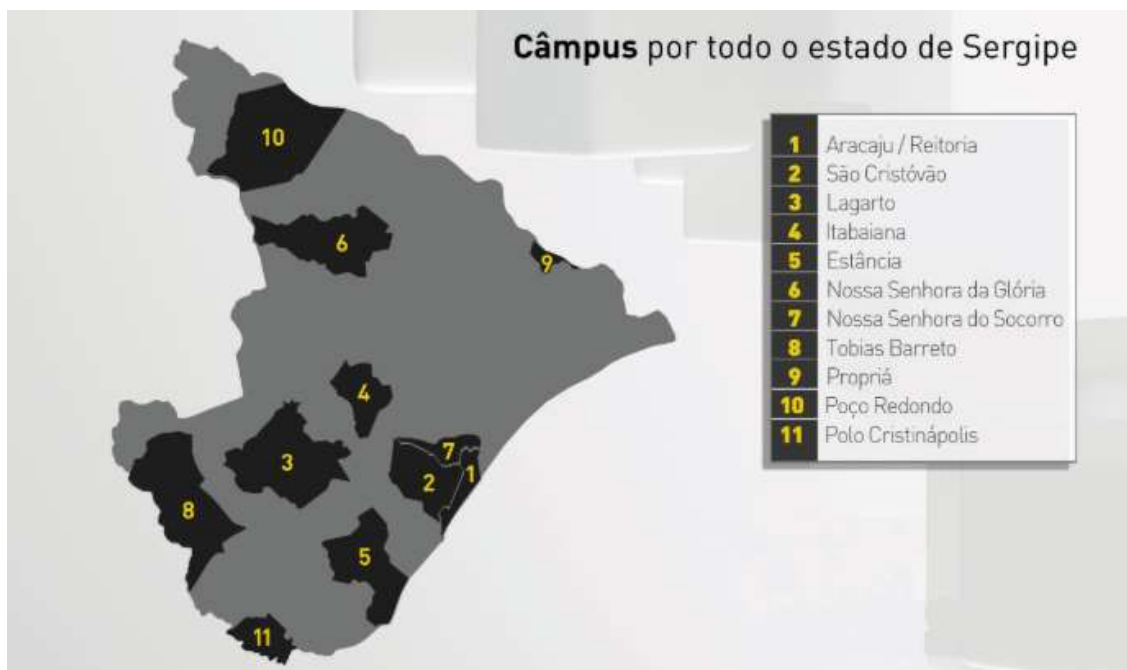 Câmpus por todo o estado de Sergipe
1 Aracaju / Reitoria
2 São Cristóvão
3 Lagarto
4 Itabaiana
5 Estância
6 Nossa Senhora da Glória
7 Nossa Senhora do Socorro
8 Tobias Barreto
9 Propriá
10 Poço Redondo
11 Polo Cristinápolis
10
6
9
4
7
3
2
1
8
5
11